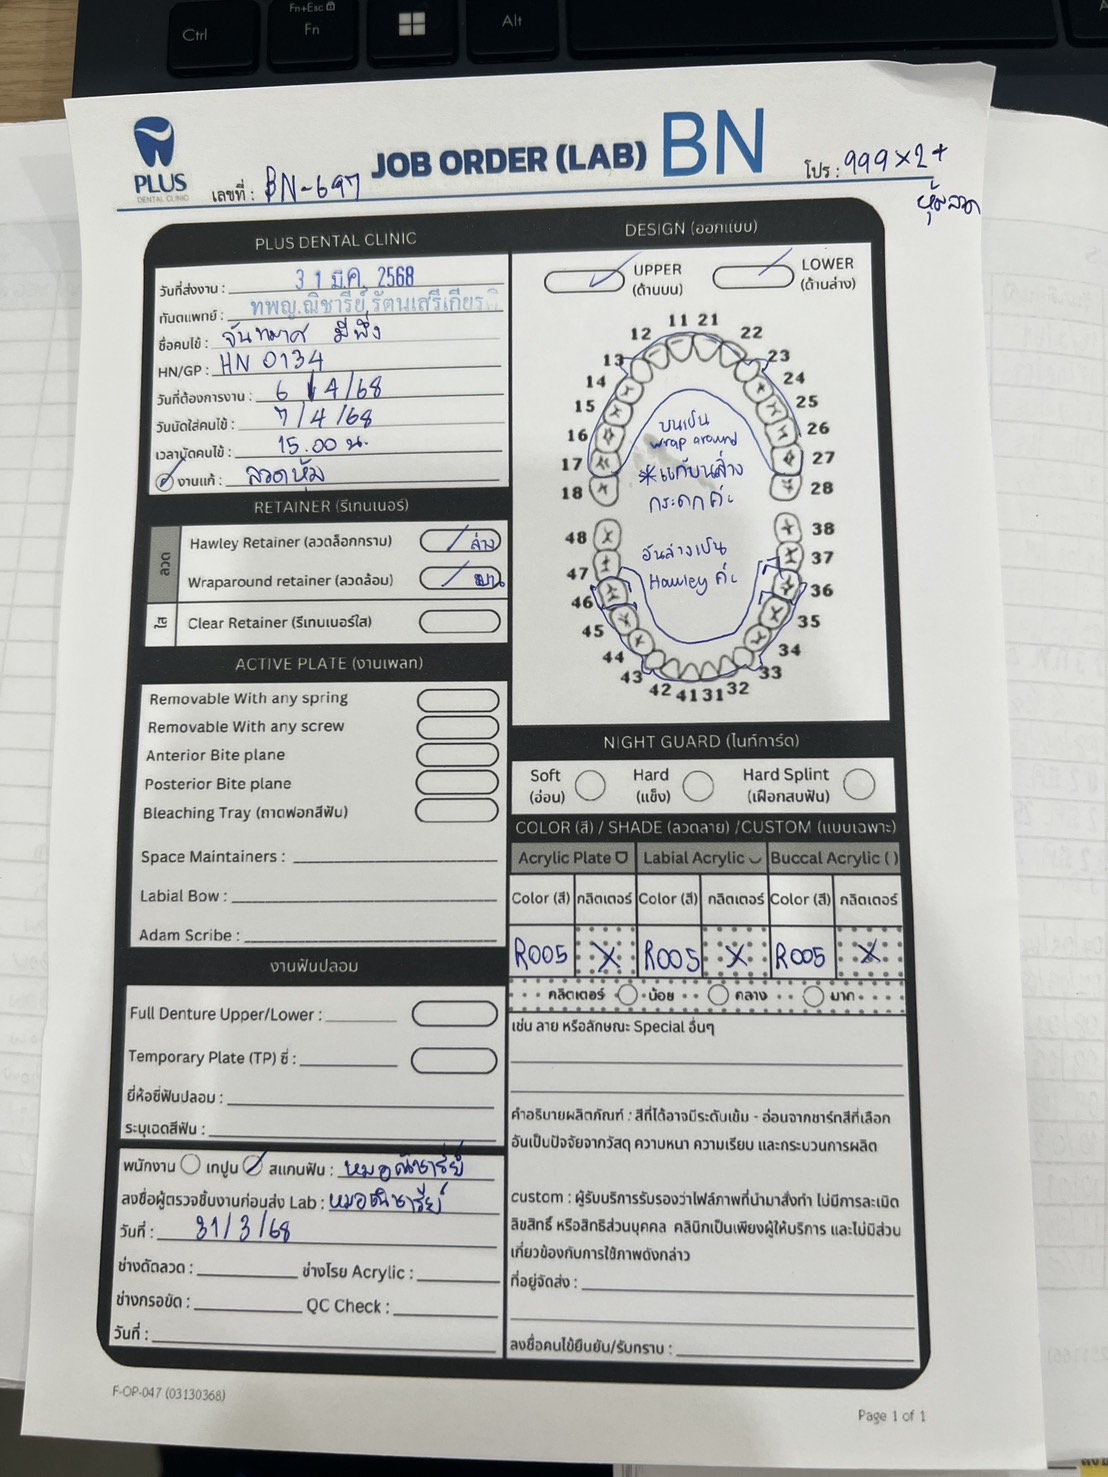 Ctrl
Fn+Esc
Fn
Alt
PLUS
DENTAL CLINIC
เลขที่ : BN-697
JOB ORDER (LAB) BN
โปร : 999x2+
หุ้มลวด
PLUS DENTAL CLINIC
วันที่ส่งงาน : 31 มี.ค. 2568
ทันตแพทย์ : ทพญ.ณิชารีย์ รัตนเสรีเกียรติ
ชื่อคนไข้ : จันทมาศ มีพึ่ง
HN/GP : HN 0134
วันที่ต้องการงาน : 6/4/68
วันนัดใส่คนไข้ : 7/4/68
เวลานัดคนไข้ : 15.00 น.
งานแก้ : ลวดหุ้ม
RETAINER (รีเทนเนอร์)
ลวด
Hawley Retainer (ลวดล็อกกราม) ล่าง
Wraparound retainer (ลวดล้อม) บน
ใส
Clear Retainer (รีเทนเนอร์ใส)
ACTIVE PLATE (งานเพลท)
Removable With any spring
Removable With any screw
Anterior Bite plane
Posterior Bite plane
Bleaching Tray (ถาดฟอกสีฟัน)
Space Maintainers :
Labial Bow :
Adam Scribe :
งานฟันปลอม
Full Denture Upper/Lower :
Temporary Plate (TP) ซี่ :
ยี่ห้อซี่ฟันปลอม :
ระบุเฉดสีฟัน :
พนักงาน เทปูน สแกนฟัน : หมอณิชารีย์
ลงชื่อผู้ตรวจชิ้นงานก่อนส่ง Lab : หมอณิชารีย์
วันที่ : 31/3/68
ช่างดัดลวด : ช่างโรย Acrylic :
ช่างกรอขัด : QC Check :
วันที่ :
DESIGN (ออกแบบ)
UPPER
(ด้านบน)
LOWER
(ด้านล่าง)
11 21
12 22
13 23
14 24
15 25
16 26
17 27
18 28
บนเป็น
wrap around
*แก้บนล่าง
กระดกค่ะ
48 38
47 37
46 36
45 35
44 34
43 33
42 41 31 32
อันล่างเป็น
Hawley ค่ะ
NIGHT GUARD (ไนท์การ์ด)
Soft
(อ่อน)
Hard
(แข็ง)
Hard Splint
(เฝือกสบฟัน)
COLOR (สี) / SHADE (ลวดลาย) /CUSTOM (แบบเฉพาะ)
Acrylic Plate Labial Acrylic Buccal Acrylic ( )
Color (สี) กลิตเตอร์ Color (สี) กลิตเตอร์ Color (สี) กลิตเตอร์
R005 X R005 X R005 X
กลิตเตอร์ น้อย กลาง มาก
เช่น ลาย หรือลักษณะ Special อื่นๆ
คำอธิบายผลิตภัณฑ์ : สีที่ได้อาจมีระดับเข้ม - อ่อนจากชาร์ทสีที่เลือก
อันเป็นปัจจัยจากวัสดุ ความหนา ความเรียบ และกระบวนการผลิต
custom : ผู้รับบริการรับรองว่าไฟล์ภาพที่นำมาสั่งทำ ไม่มีการละเมิด
ลิขสิทธิ์ หรือสิทธิส่วนบุคคล คลินิกเป็นเพียงผู้ให้บริการ และไม่มีส่วน
เกี่ยวข้องกับการใช้ภาพดังกล่าว
ที่อยู่จัดส่ง :
ลงชื่อคนไข้ยืนยัน/รับทราบ :
F-OP-047 (03130368)
Page 1 of 1